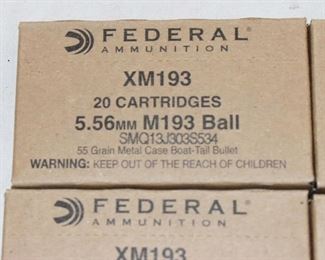 FEDERAL
AMMUNITION
XM193
20 CARTRIDGES
5.56MM M193 Ball
SMQ13J303S534
55 Grain Metal Case Boat-Tail Bullet
WARNING: KEEP OUT OF THE REACH OF CHILDREN
FEDERAL
AMMUNITION
XM193